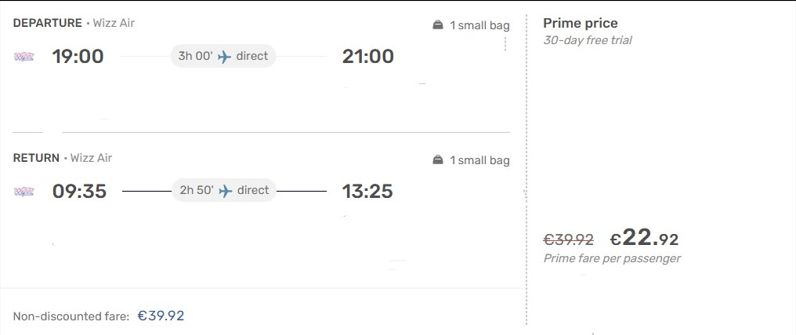 DEPARTURE • Wizz Air
1 small bag
19:00
3h 00' direct
21:00
RETURN • Wizz Air
1 small bag
09:35
2h 50' direct
13:25
Non-discounted fare: €39.92
Prime price
30-day free trial
€39.92 €22.92
Prime fare per passenger